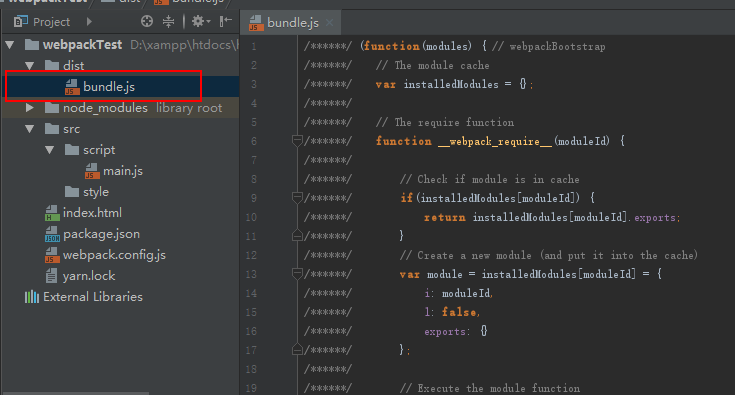 webpackTest dist bundle.js
Project
bundle.js
webpackTest D:\xampp\htdocs\
dist
bundle.js
node_modules library root
src
script
main.js
style
index.html
package.json
webpack.config.js
yarn.lock
External Libraries
1 /******/ (function(modules) { // webpackBootstrap
2 /******/ // The module cache
3 /******/ var installedModules = {};
4 /******/
5 /******/ // The require function
6 /******/ function __webpack_require__(moduleId) {
7 /******/
8 /******/ // Check if module is in cache
9 /******/ if(installedModules[moduleId]) {
10 /******/ return installedModules[moduleId].exports;
11 /******/ }
12 /******/ // Create a new module (and put it into the cache)
13 /******/ var module = installedModules[moduleId] = {
14 /******/ i: moduleId,
15 /******/ l: false,
16 /******/ exports: {}
17 /******/ };
18 /******/
19 /******/ // Execute the module function